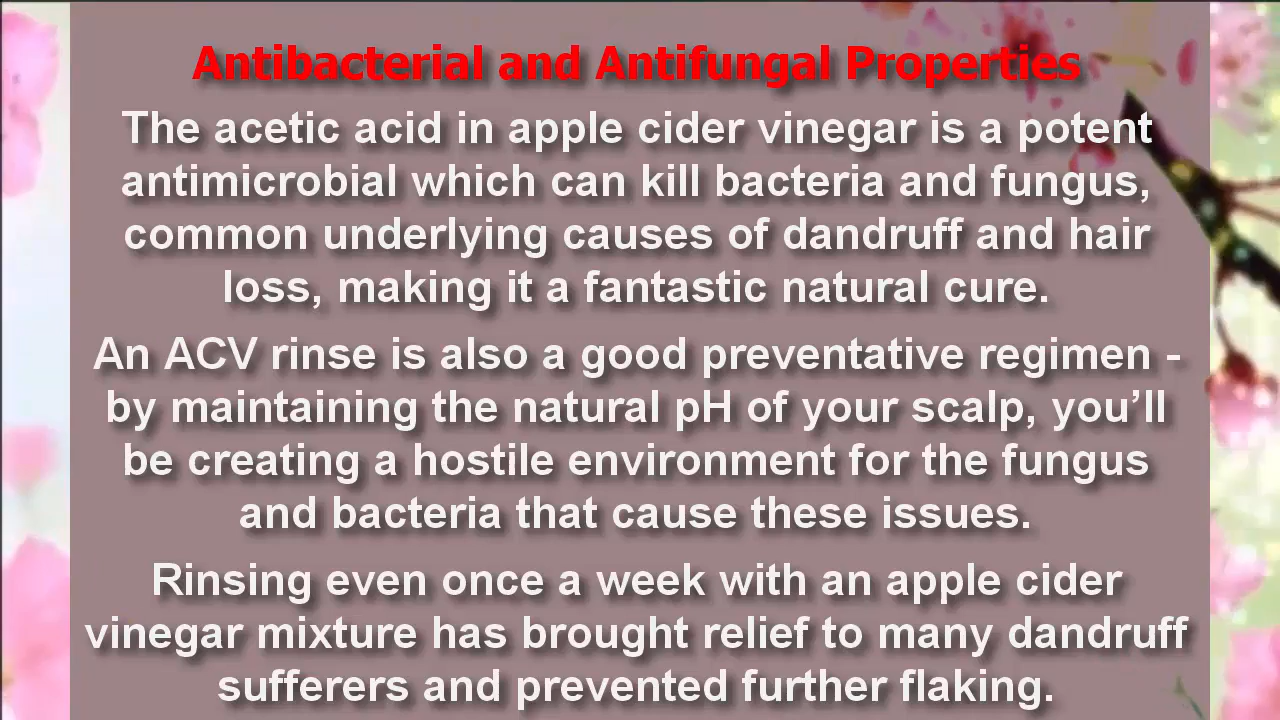 Antibacterial and Antifungal Properties
The acetic acid in apple cider vinegar is a potent
antimicrobial which can kill bacteria and fungus,
common underlying causes of dandruff and hair
loss, making it a fantastic natural cure.
An ACV rinse is also a good preventative regimen -
by maintaining the natural pH of your scalp, you’ll
be creating a hostile environment for the fungus
and bacteria that cause these issues.
Rinsing even once a week with an apple cider
vinegar mixture has brought relief to many dandruff
sufferers and prevented further flaking.